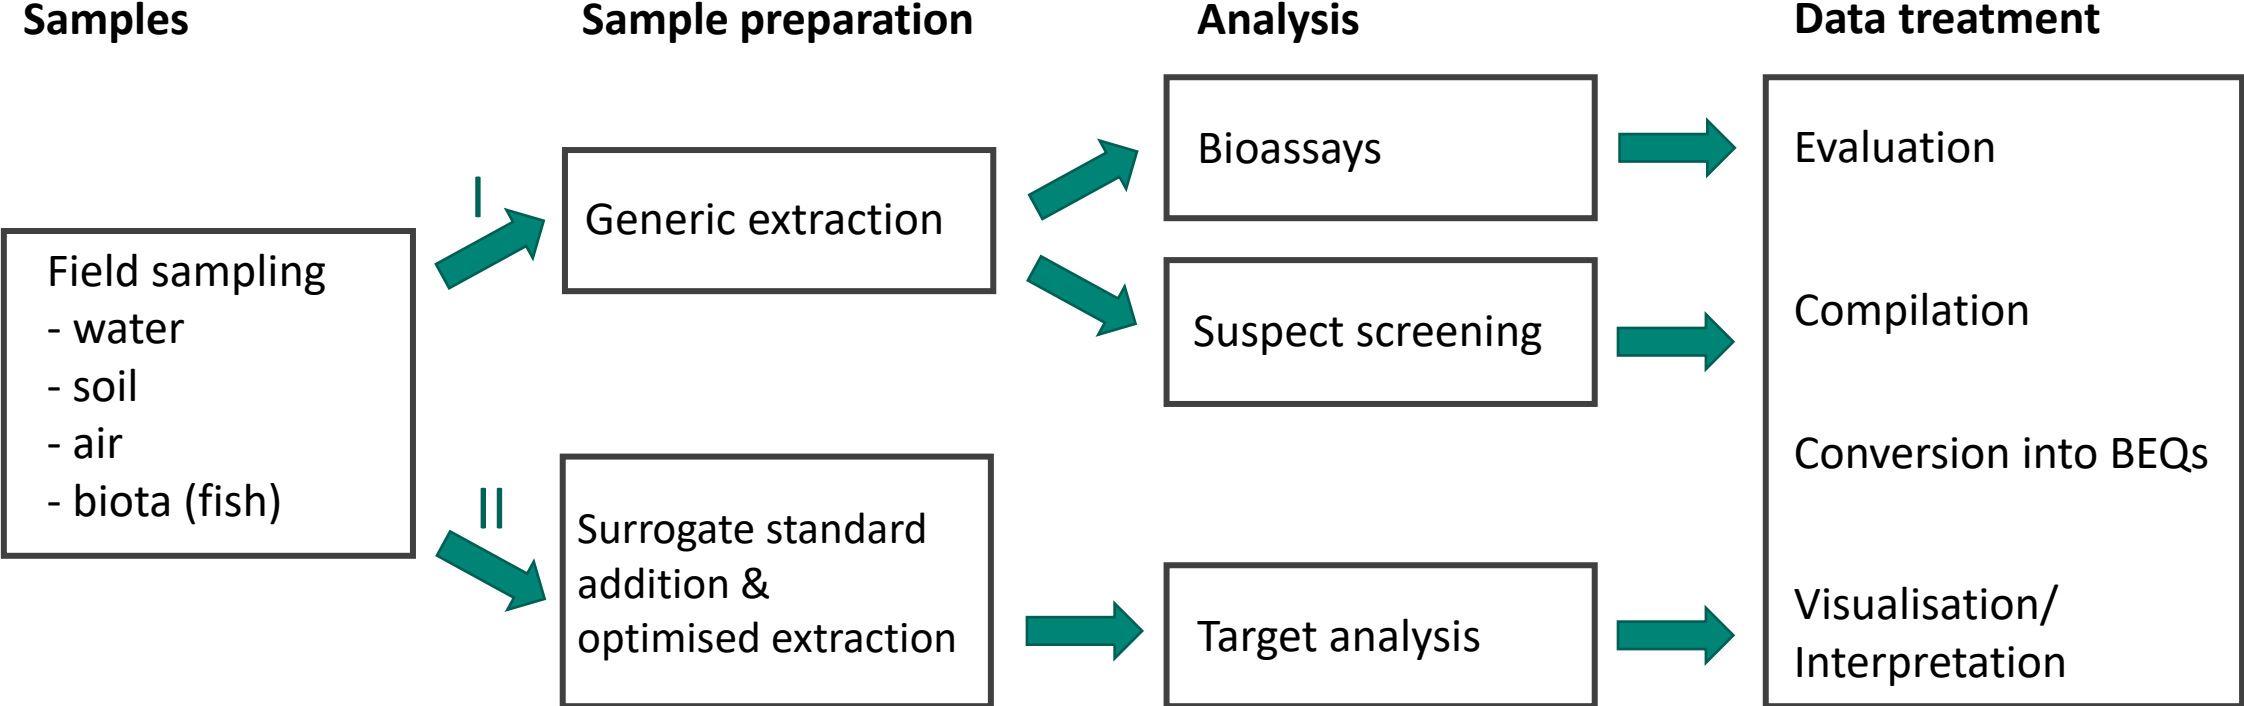 Samples
Sample preparation
Analysis
Data treatment
Field sampling
- water
- soil
- air
- biota (fish)
I
Generic extraction
II
Surrogate standard
addition &
optimised extraction
Bioassays
Suspect screening
Target analysis
Evaluation
Compilation
Conversion into BEQs
Visualisation/
Interpretation